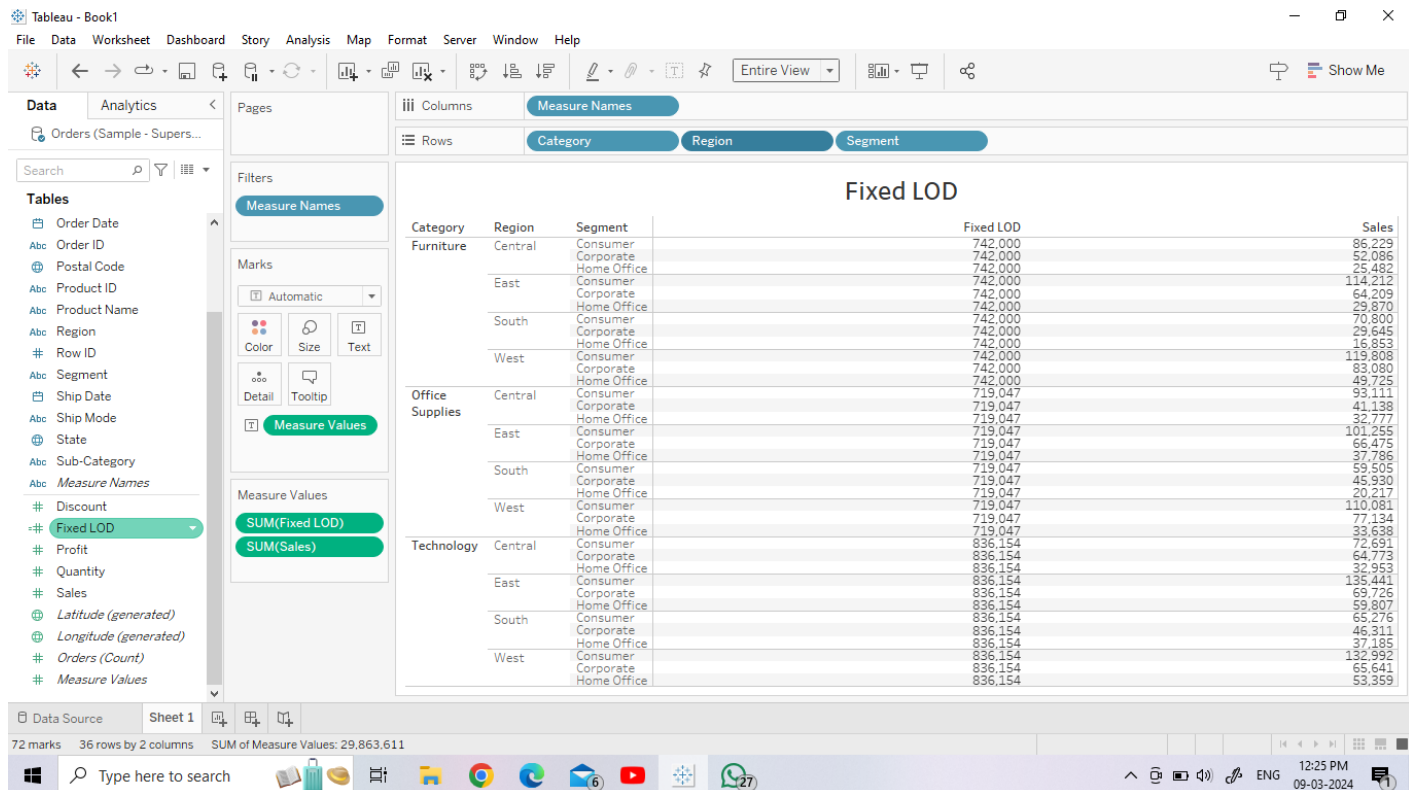 Tableau - Book1
File Data Worksheet Dashboard Story Analysis Map Format Server Window Help
Entire View
Show Me
Data Analytics
Orders (Sample - Supers...
Search
Tables
Order Date
Abc Order ID
Postal Code
Abc Product ID
Abc Product Name
Abc Region
# Row ID
Abc Segment
Ship Date
Abc Ship Mode
State
Abc Sub-Category
Abc Measure Names
# Discount
=# Fixed LOD
# Profit
# Quantity
# Sales
Latitude (generated)
Longitude (generated)
# Orders (Count)
# Measure Values
Pages
Filters
Measure Names
Marks
T Automatic
Color Size T Text
Detail Tooltip
T Measure Values
Measure Values
SUM(Fixed LOD)
SUM(Sales)
iii Columns Measure Names
Rows Category Region Segment
Fixed LOD
Category Region Segment Fixed LOD Sales
Furniture Central Consumer 742,000 86,229
Corporate 742,000 52,086
Home Office 742,000 25,482
East Consumer 742,000 114,212
Corporate 742,000 64,209
Home Office 742,000 29,870
South Consumer 742,000 70,800
Corporate 742,000 29,645
Home Office 742,000 16,853
West Consumer 742,000 119,808
Corporate 742,000 83,080
Home Office 742,000 49,725
Office Supplies Central Consumer 719,047 93,111
Corporate 719,047 41,138
Home Office 719,047 32,777
East Consumer 719,047 101,255
Corporate 719,047 66,475
Home Office 719,047 37,786
South Consumer 719,047 59,505
Corporate 719,047 45,930
Home Office 719,047 20,217
West Consumer 719,047 110,081
Corporate 719,047 77,134
Home Office 719,047 33,638
Technology Central Consumer 836,154 72,691
Corporate 836,154 64,773
Home Office 836,154 32,953
East Consumer 836,154 135,441
Corporate 836,154 69,726
Home Office 836,154 59,807
South Consumer 836,154 65,276
Corporate 836,154 46,311
Home Office 836,154 37,185
West Consumer 836,154 132,992
Corporate 836,154 65,641
Home Office 836,154 53,359
Data Source Sheet 1
72 marks 36 rows by 2 columns SUM of Measure Values: 29,863,611
Type here to search
6
27
ENG
12:25 PM
09-03-2024
1